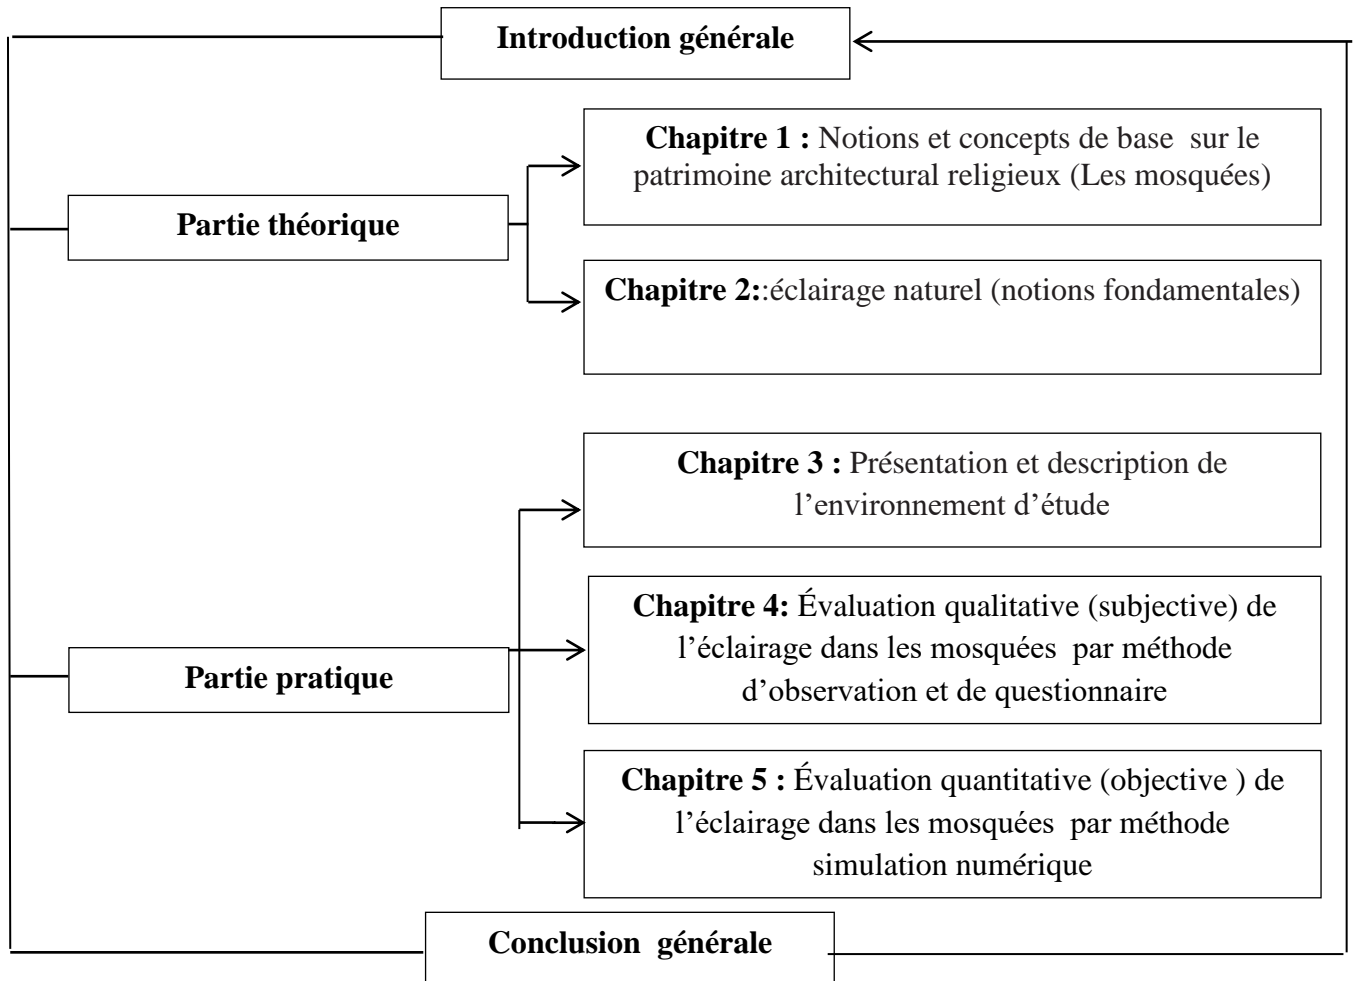 Introduction générale
Chapitre 1 : Notions et concepts de base sur le
patrimoine architectural religieux (Les mosquées)
Partie théorique
Chapitre 2::éclairage naturel (notions fondamentales)
Chapitre 3 : Présentation et description de
l’environnement d’étude
Chapitre 4: Évaluation qualitative (subjective) de
l’éclairage dans les mosquées par méthode
d’observation et de questionnaire
Partie pratique
Chapitre 5 : Évaluation quantitative (objective ) de
l’éclairage dans les mosquées par méthode
simulation numérique
Conclusion générale